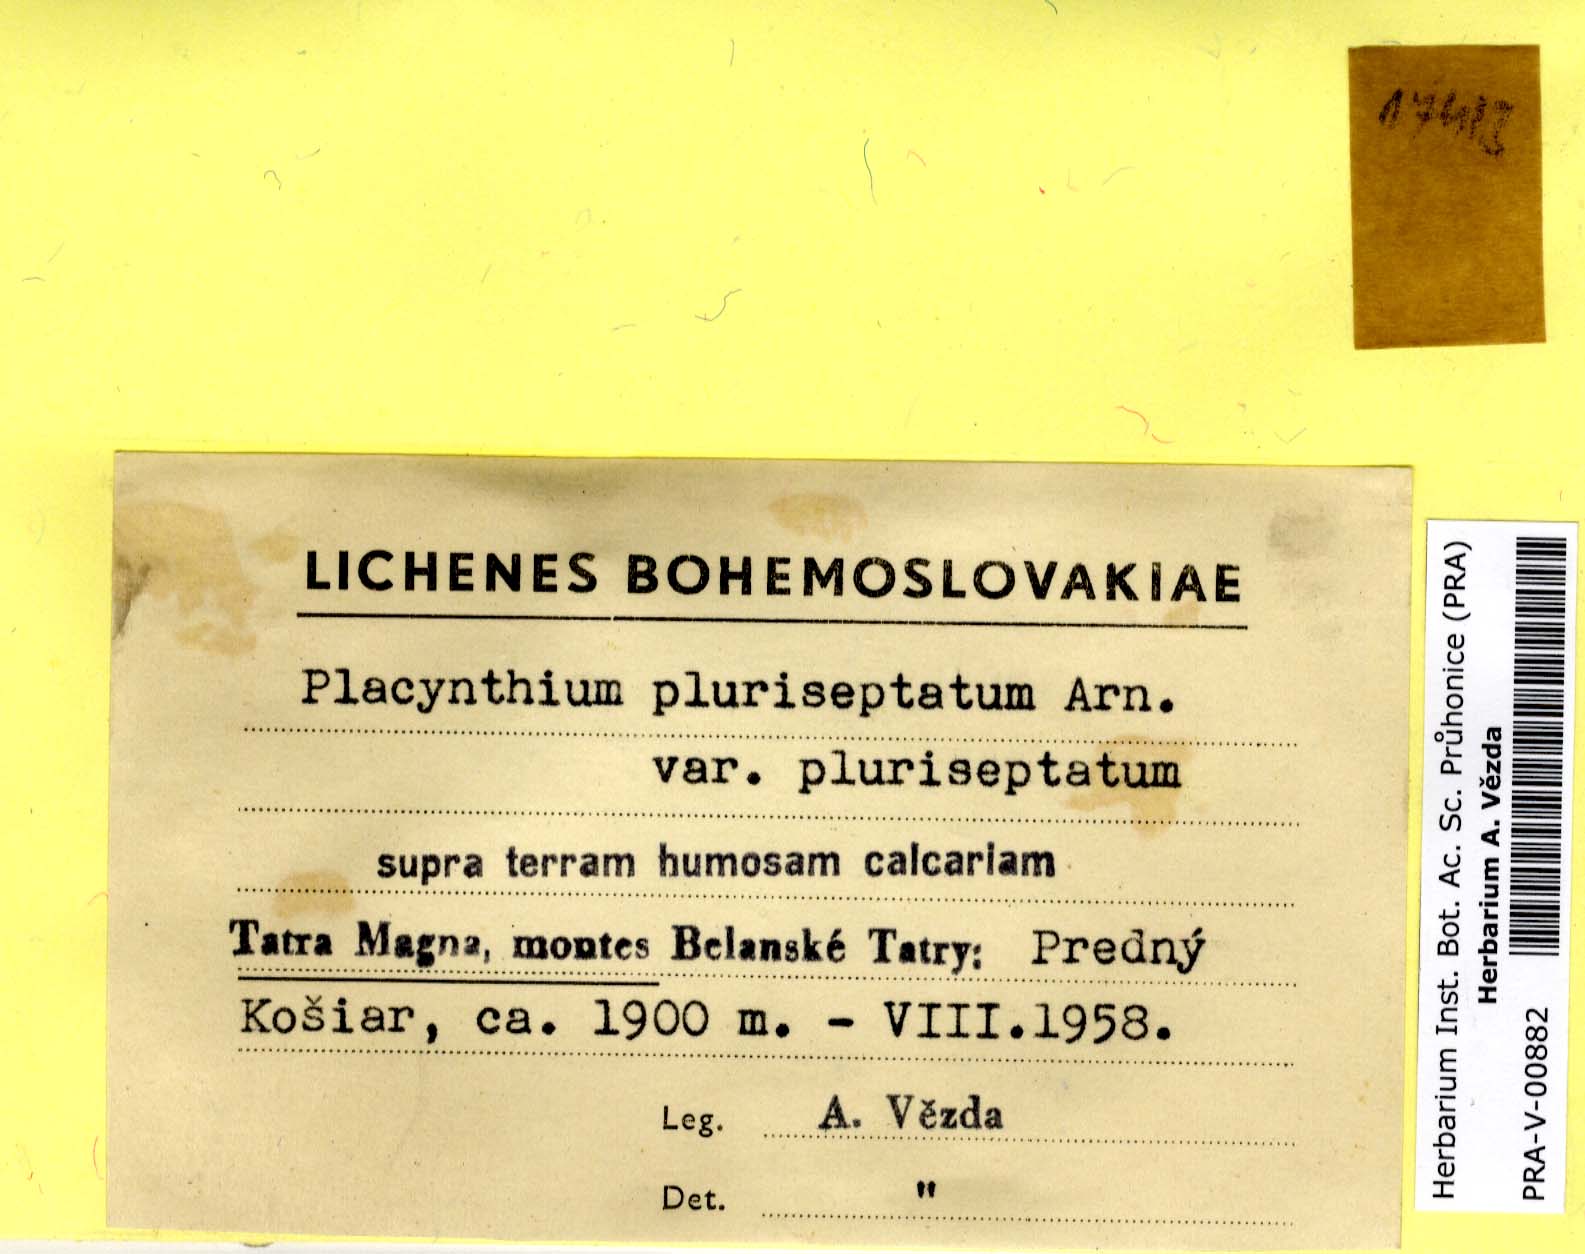 LICHENES BOHEMOSLOVAKIAE
Placynthium pluriseptatum Arn.
var. pluriseptatum
supra terram humosam calcariam
Tatra Magna, montes Belanské Tatry: Predný
Košiar, ca. 1900 m. - VIII.1958.
Leg. A. Vězda
Det. "
Herbarium Inst. Bot. Ac. Sc. Průhonice (PRA)
Herbarium A. Vězda
PRA-V-00882